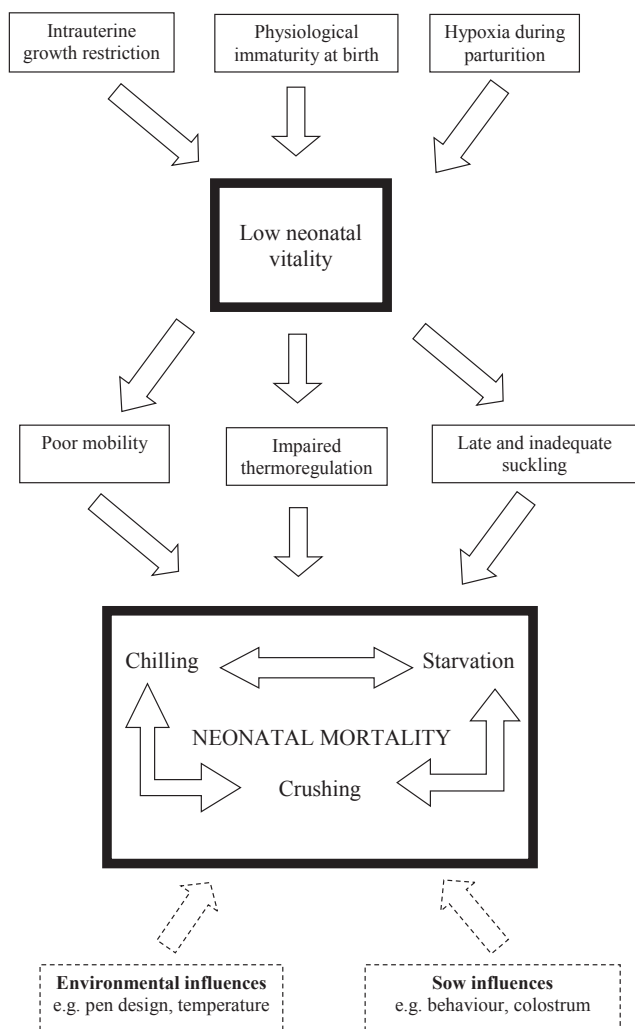 Intrauterine
growth restriction
Physiological
immaturity at birth
Hypoxia during
parturition
Low neonatal
vitality
Poor mobility
Impaired
thermoregulation
Late and inadequate
suckling
Chilling
Starvation
NEONATAL MORTALITY
Crushing
Environmental influences
e.g. pen design, temperature
Sow influences
e.g. behaviour, colostrum